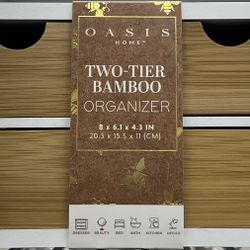 OASIS
HOME™
TWO-TIER
BAMBOO
ORGANIZER
8 x 6.1 x 4.3 IN
20.3 x 15.5 x 11 (CM)
DRESSER BEAUTY BED BATH KITCHEN OFFICE